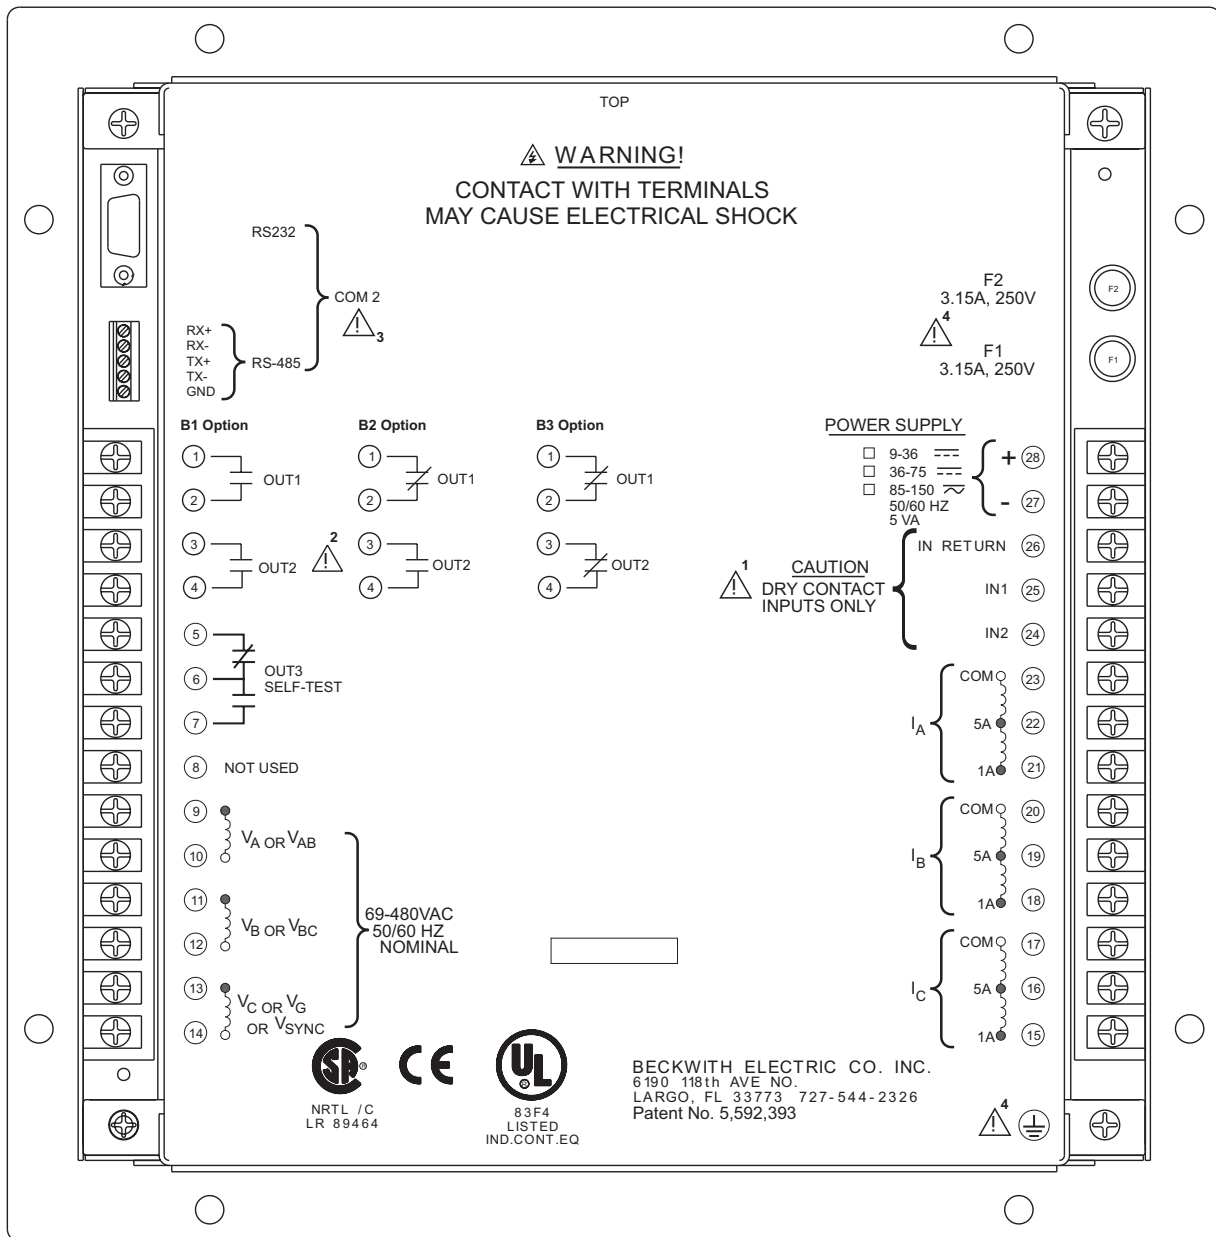 TOP
WARNING!
CONTACT WITH TERMINALS
MAY CAUSE ELECTRICAL SHOCK
RS232
COM 2
3
RX+
RX-
TX+
TX-
GND
RS-485
F2
3.15A, 250V
4
F1
3.15A, 250V
F2
F1
B1 Option
1
OUT1
2
3
OUT2
4
2
B2 Option
1
OUT1
2
3
OUT2
4
B3 Option
1
OUT1
2
3
OUT2
4
5
6
OUT3
SELF-TEST
7
8 NOT USED
9
VA OR VAB
10
11
VB OR VBC
12
13
VC OR VG
OR VSYNC
14
69-480VAC
50/60 HZ
NOMINAL
POWER SUPPLY
9-36
36-75
85-150
50/60 HZ
5 VA
+ 28
- 27
1
CAUTION
DRY CONTACT
INPUTS ONLY
IN RETURN 26
IN1 25
IN2 24
IA
COM 23
5A 22
1A 21
IB
COM 20
5A 19
1A 18
IC
COM 17
5A 16
1A 15
SA
NRTL /C
LR 89464
CE
UL
83F4
LISTED
IND.CONT.EQ
BECKWITH ELECTRIC CO. INC.
6190 118th AVE NO.
LARGO, FL 33773 727-544-2326
Patent No. 5,592,393
4